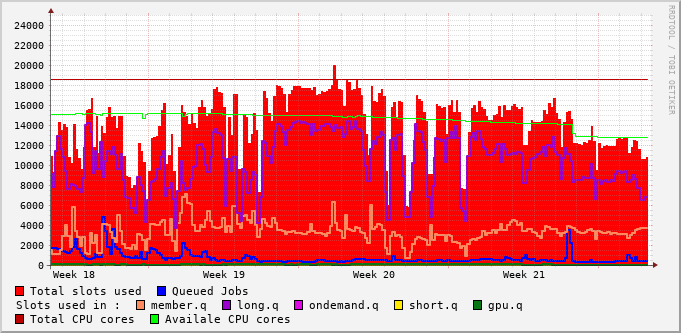 RRDTOOL / TOBI OETIKER
24000
22000
20000
18000
16000
14000
12000
10000
8000
6000
4000
2000
0
Week 18 Week 19 Week 20 Week 21
Total slots used Queued Jobs
Slots used in : member.q long.q ondemand.q short.q gpu.q
Total CPU cores Availale CPU cores